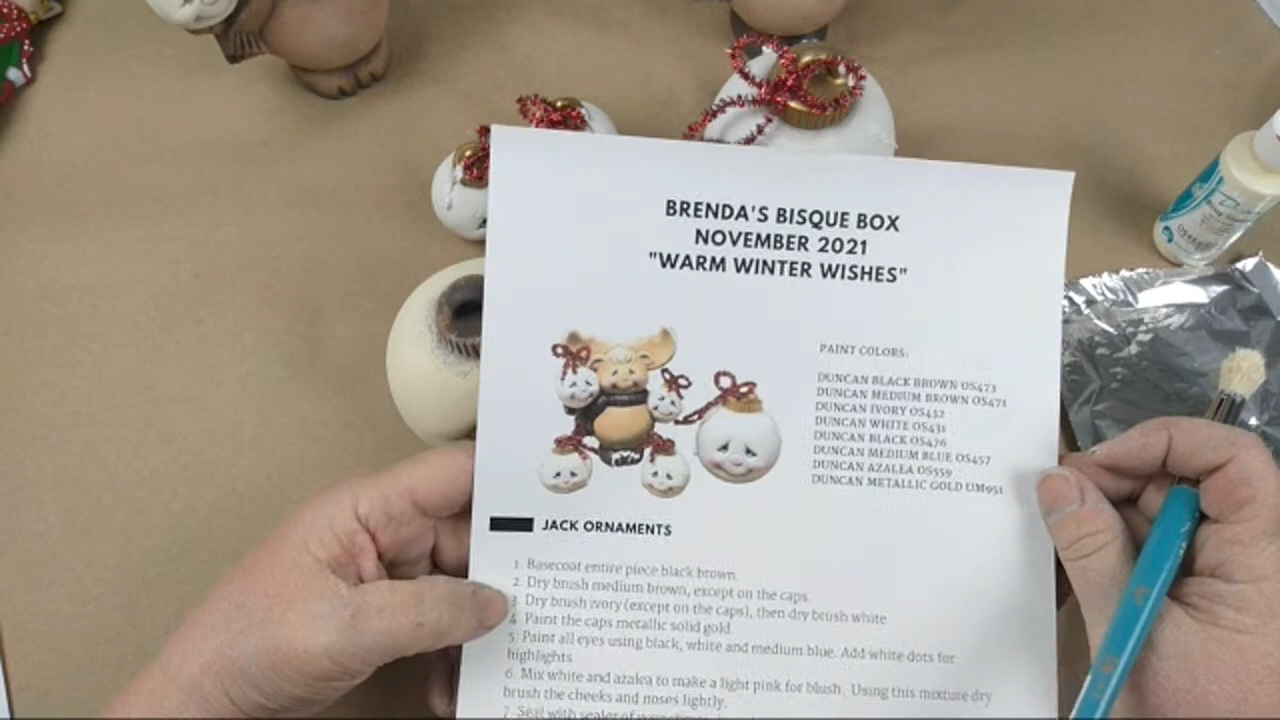 BRENDA'S BISQUE BOX
NOVEMBER 2021
"WARM WINTER WISHES"
PAINT COLORS:
DUNCAN BLACK BROWN OS473
DUNCAN MEDIUM BROWN OS471
DUNCAN IVORY OS432
DUNCAN WHITE OS431
DUNCAN BLACK OS476
DUNCAN MEDIUM BLUE OS457
DUNCAN AZALEA OS559
DUNCAN METALLIC GOLD UM951
JACK ORNAMENTS
1. Basecoat entire piece black brown.
2. Dry brush medium brown, except on the caps.
3. Dry brush ivory (except on the caps), then dry brush white
4. Paint the caps metallic solid gold.
5. Paint all eyes using black, white and medium blue. Add white dots for
highlights
6. Mix white and azalea to make a light pink for blush. Using this mixture dry
brush the cheeks and noses lightly.
7. Seal with sealer of